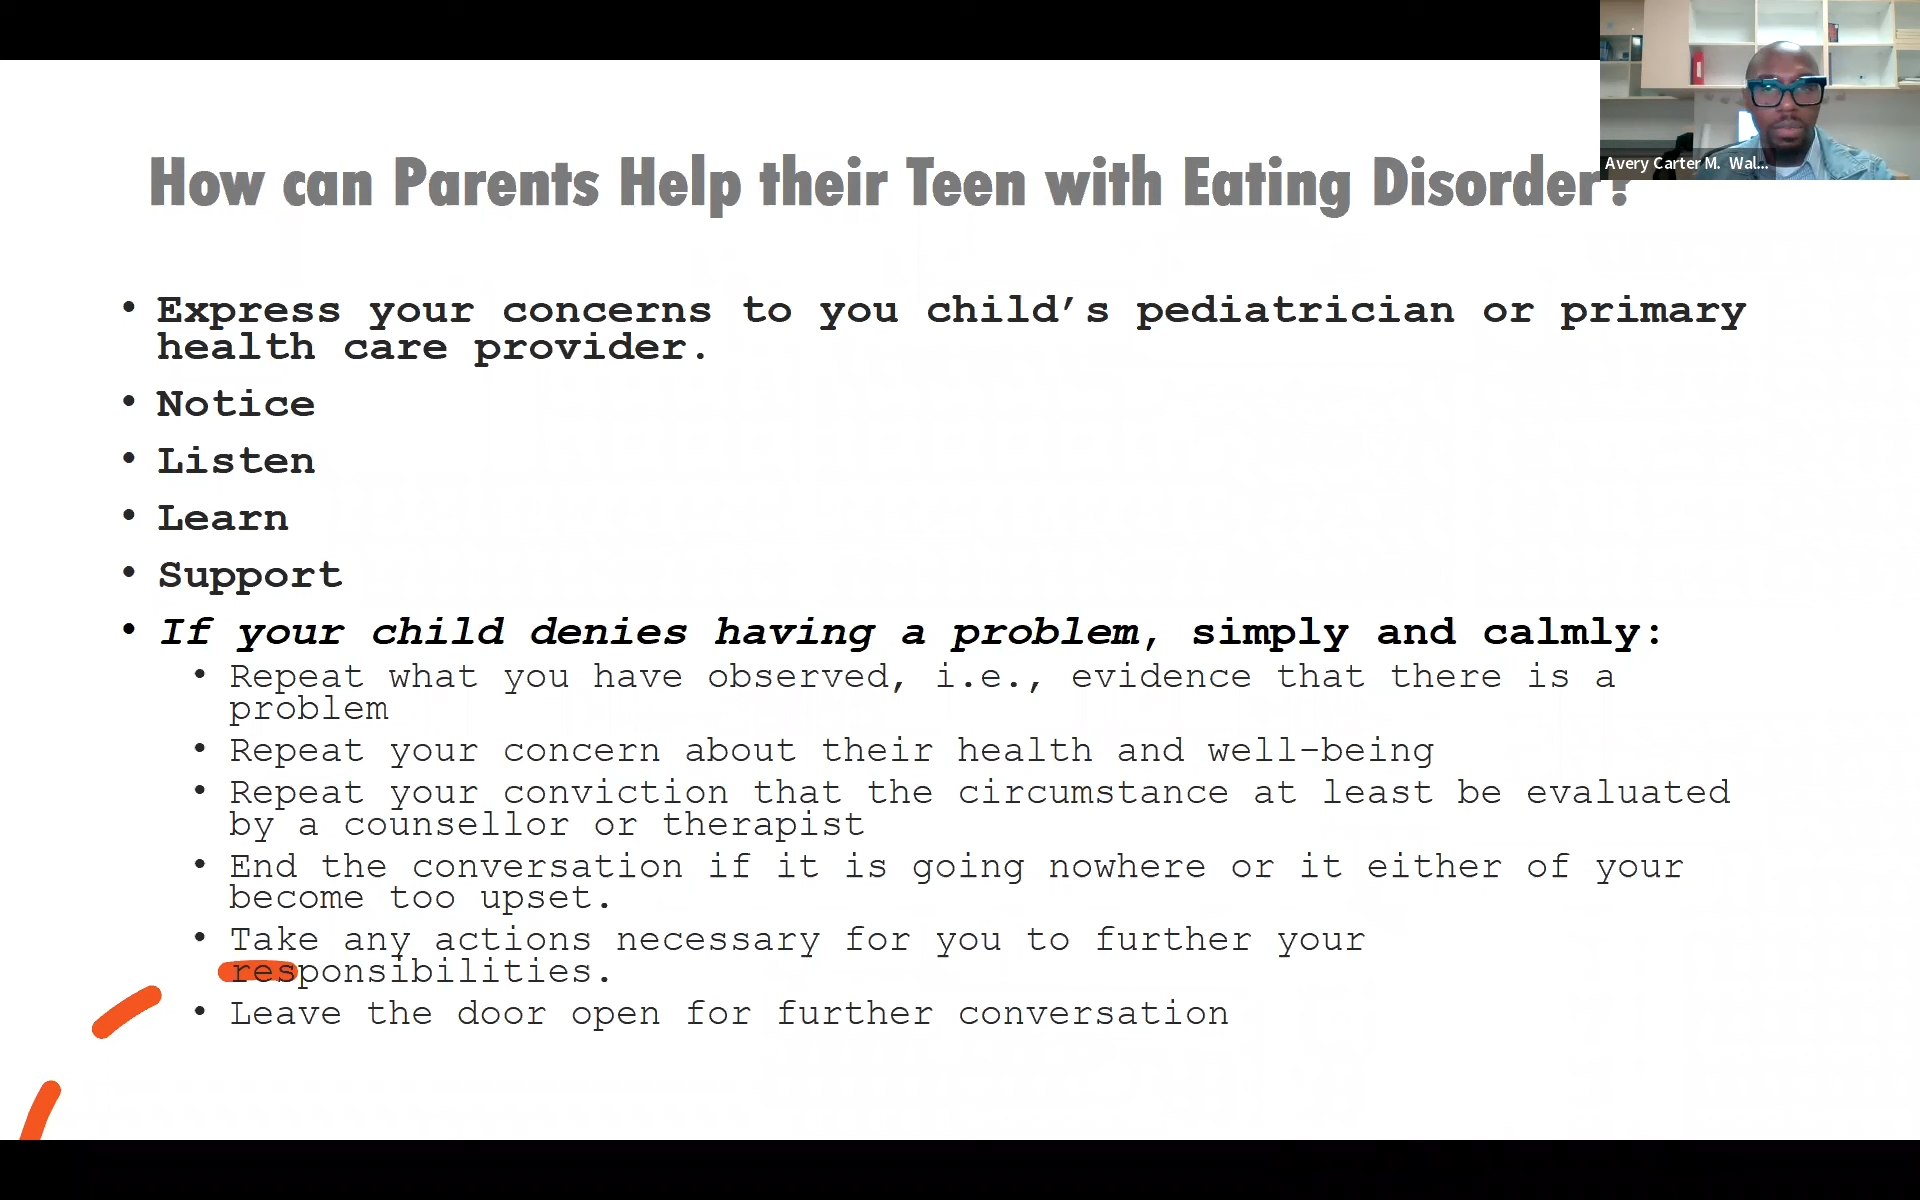 How can Parents Help their Teen with Eating Disorder?
Avery Carter M. Wal...
• Express your concerns to you child’s pediatrician or primary
health care provider.
• Notice
• Listen
• Learn
• Support
• If your child denies having a problem, simply and calmly:
• Repeat what you have observed, i.e., evidence that there is a
problem
• Repeat your concern about their health and well-being
• Repeat your conviction that the circumstance at least be evaluated
by a counsellor or therapist
• End the conversation if it is going nowhere or it either of your
become too upset.
• Take any actions necessary for you to further your
responsibilities.
• Leave the door open for further conversation